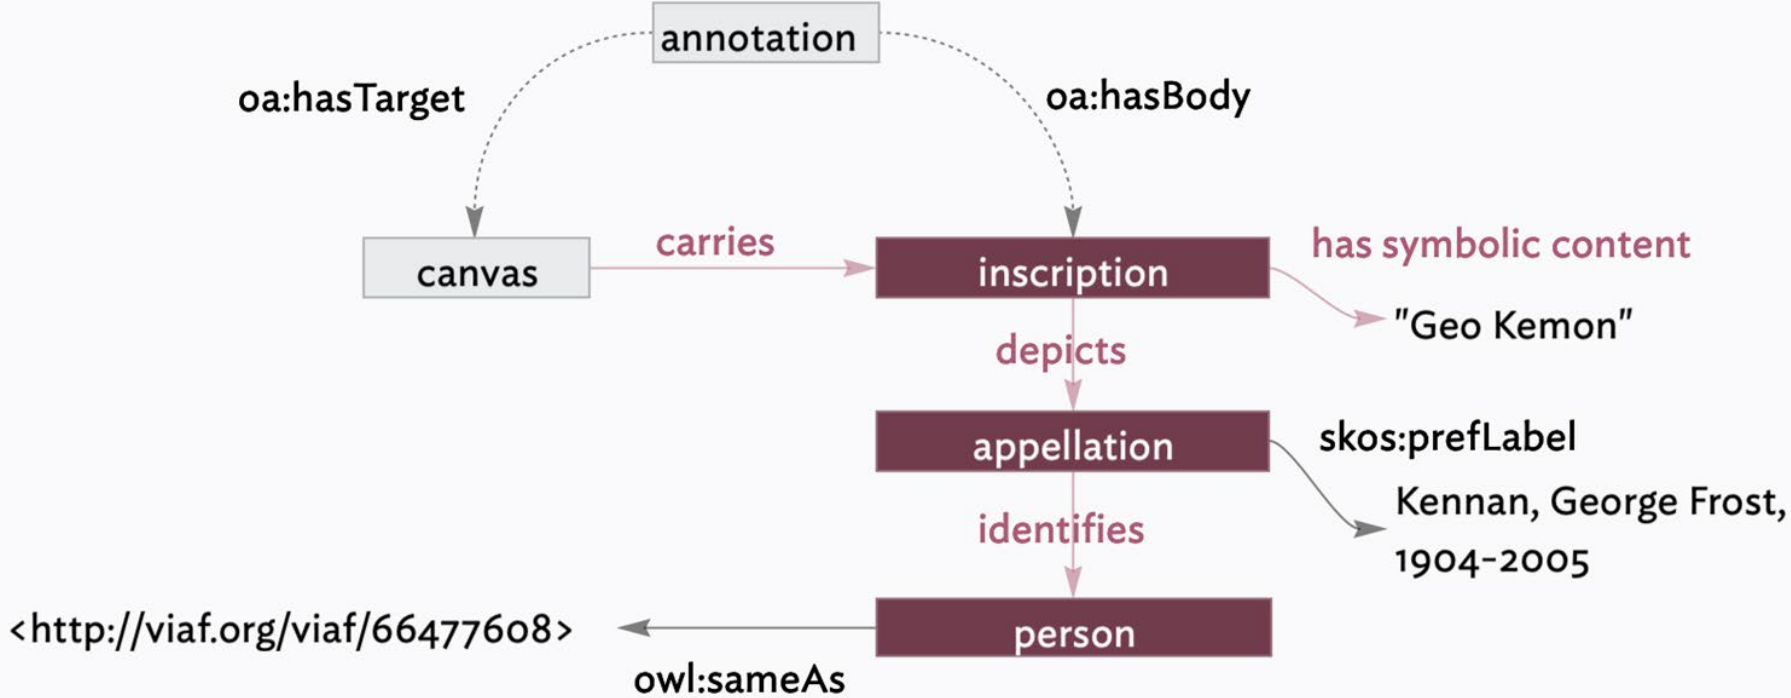 annotation
oa:hasTarget
oa:hasBody
canvas
carries
inscription
has symbolic content
"Geo Kemon"
depicts
appellation
skos:prefLabel
Kennan, George Frost,
1904-2005
identifies
<http://viaf.org/viaf/66477608>
person
owl:sameAs